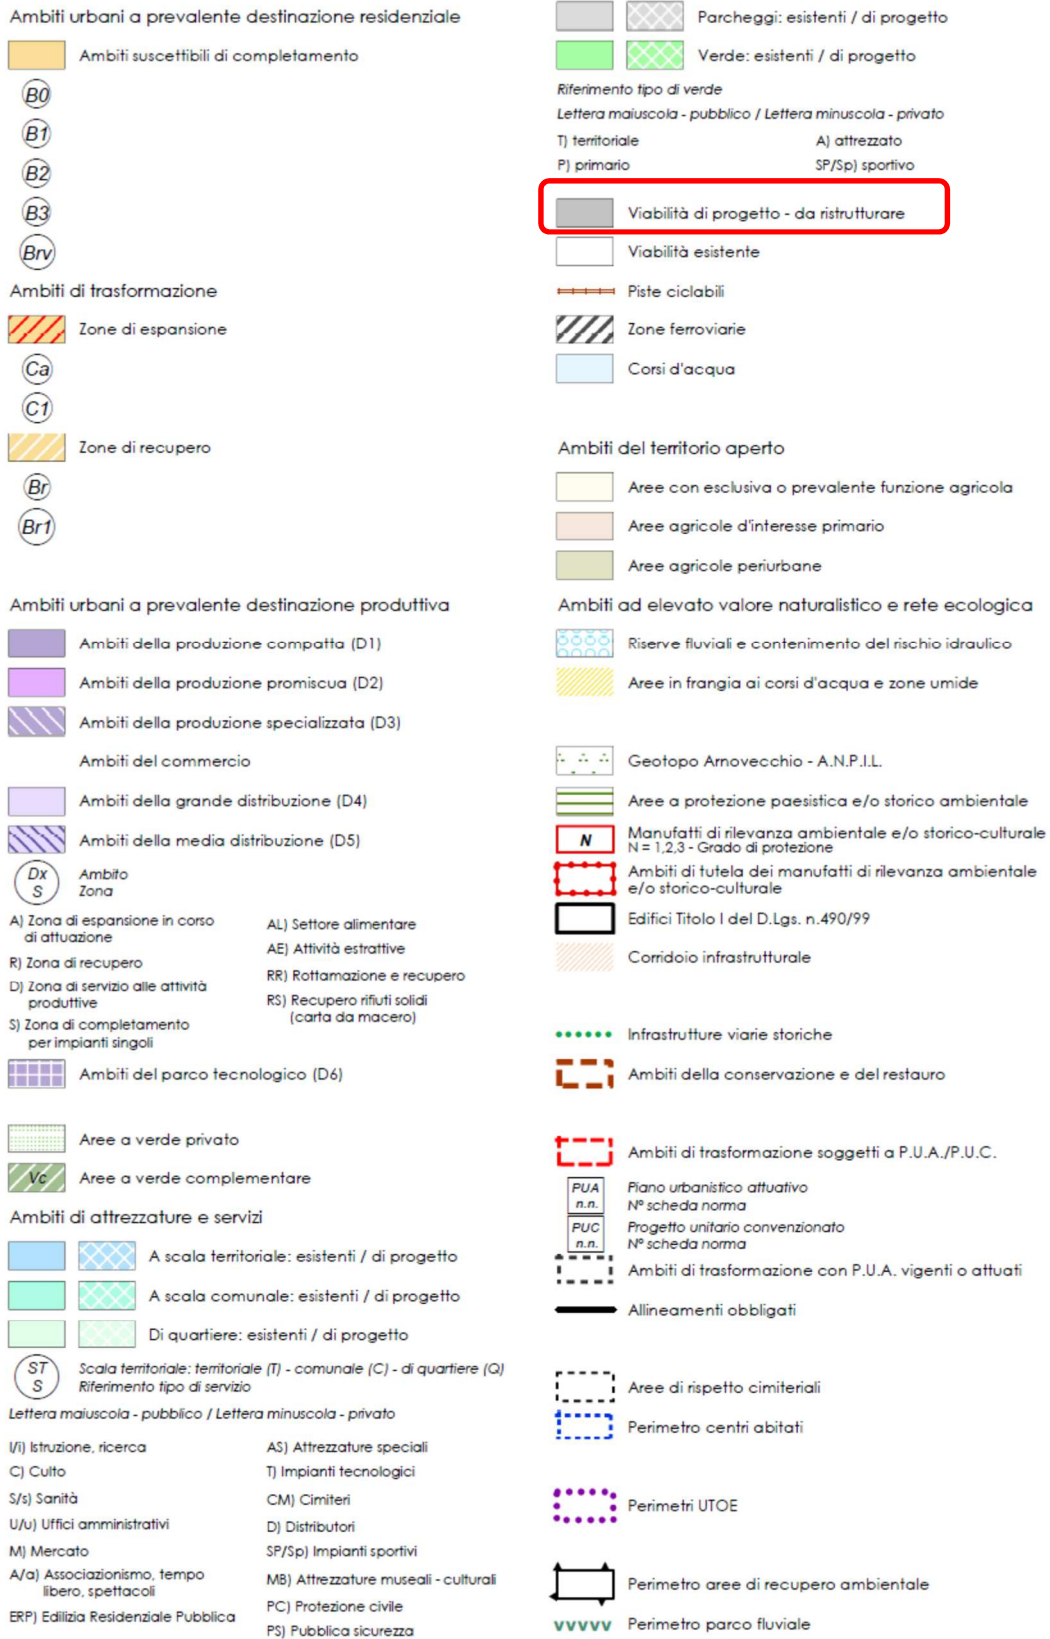 Ambiti urbani a prevalente destinazione residenziale
Ambiti suscettibili di completamento
B0
B1
B2
B3
Brv
Ambiti di trasformazione
Zone di espansione
Ca
C1
Zone di recupero
Br
Br1
Ambiti urbani a prevalente destinazione produttiva
Ambiti della produzione compatta (D1)
Ambiti della produzione promiscua (D2)
Ambiti della produzione specializzata (D3)
Ambiti del commercio
Ambiti della grande distribuzione (D4)
Ambiti della media distribuzione (D5)
Dx
S
Ambito
Zona
A) Zona di espansione in corso
di attuazione
R) Zona di recupero
D) Zona di servizio alle attività
produttive
S) Zona di completamento
per impianti singoli
AL) Settore alimentare
AE) Attività estrattive
RR) Rottamazione e recupero
RS) Recupero rifiuti solidi
(carta da macero)
Ambiti del parco tecnologico (D6)
Aree a verde privato
Vc
Aree a verde complementare
Ambiti di attrezzature e servizi
A scala territoriale: esistenti / di progetto
A scala comunale: esistenti / di progetto
Di quartiere: esistenti / di progetto
ST
S
Scala territoriale: territoriale (T) - comunale (C) - di quartiere (Q)
Riferimento tipo di servizio
Lettera maiuscola - pubblico / Lettera minuscola - privato
I/i) Istruzione, ricerca
C) Culto
S/s) Sanità
U/u) Uffici amministrativi
M) Mercato
A/a) Associazionismo, tempo
libero, spettacoli
ERP) Edilizia Residenziale Pubblica
AS) Attrezzature speciali
T) Impianti tecnologici
CM) Cimiteri
D) Distributori
SP/Sp) Impianti sportivi
MB) Attrezzature museali - culturali
PC) Protezione civile
PS) Pubblica sicurezza
Parcheggi: esistenti / di progetto
Verde: esistenti / di progetto
Riferimento tipo di verde
Lettera maiuscola - pubblico / Lettera minuscola - privato
T) territoriale
A) attrezzato
P) primario
SP/Sp) sportivo
Viabilità di progetto - da ristrutturare
Viabilità esistente
Piste ciclabili
Zone ferroviarie
Corsi d'acqua
Ambiti del territorio aperto
Aree con esclusiva o prevalente funzione agricola
Aree agricole d'interesse primario
Aree agricole periurbane
Ambiti ad elevato valore naturalistico e rete ecologica
Riserve fluviali e contenimento del rischio idraulico
Aree in frangia ai corsi d'acqua e zone umide
Geotopo Arnovecchio - A.N.P.I.L.
Aree a protezione paesistica e/o storico ambientale
N
Manufatti di rilevanza ambientale e/o storico-culturale
N = 1,2,3 - Grado di protezione
Ambiti di tutela dei manufatti di rilevanza ambientale
e/o storico-culturale
Edifici Titolo I del D.Lgs. n.490/99
Corridoio infrastrutturale
Infrastrutture viarie storiche
Ambiti della conservazione e del restauro
Ambiti di trasformazione soggetti a P.U.A./P.U.C.
PUA
n.n.
Piano urbanistico attuativo
N° scheda norma
PUC
n.n.
Progetto unitario convenzionato
N° scheda norma
Ambiti di trasformazione con P.U.A. vigenti o attuati
Allineamenti obbligati
Aree di rispetto cimiteriali
Perimetro centri abitati
Perimetri UTOE
Perimetro aree di recupero ambientale
Perimetro parco fluviale